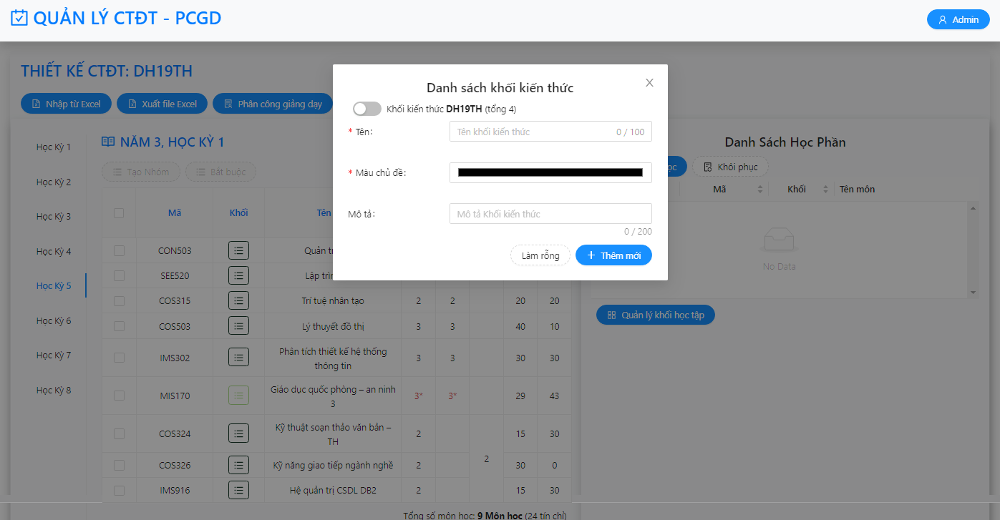 QUẢN LÝ CTĐT - PCGD
Admin
THIẾT KẾ CTĐT: DH19TH
Nhập từ Excel
Xuất file Excel
Phân công giảng dạy
Học Kỳ 1
Học Kỳ 2
Học Kỳ 3
Học Kỳ 4
Học Kỳ 5
Học Kỳ 6
Học Kỳ 7
Học Kỳ 8
NĂM 3, HỌC KỲ 1
Tạo Nhóm
Bắt buộc
Mã Khối Tên
CON503 Quản
SEE520 Lập
COS315 Trí tuệ nhân tạo 2 2 20 20
COS503 Lý thuyết đồ thị 3 3 40 10
IMS302 Phân tích thiết kế hệ thống thông tin 3 3 30 30
MIS170 Giáo dục quốc phòng – an ninh 3 3* 3* 29 43
COS324 Kỹ thuật soạn thảo văn bản – TH 2 15 30
2
COS326 Kỹ năng giao tiếp ngành nghề 2 30 0
IMS916 Hệ quản trị CSDL DB2 2 15 30
Tổng số môn học: 9 Môn học (24 tín chỉ)
Danh sách khối kiến thức
Khối kiến thức DH19TH (tổng 4)
* Tên:
Tên khối kiến thức
0 / 100
* Màu chủ đề:
Mô tả:
Mô tả Khối kiến thức
0 / 200
Làm rỗng
Thêm mới
Danh Sách Học Phần
Khôi phục
Mã Khối Tên môn
No Data
Quản lý khối học tập